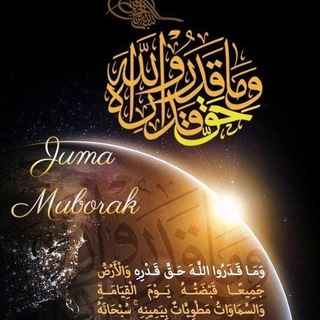 وما قدروا الله
حق قدره
Juma
Muborak
وَمَا قَدَرُوا اللَّهَ حَقَّ قَدْرِهِ وَالْأَرْضُ
جَمِيعًا قَبْضَتُهُ يَوْمَ الْقِيَامَةِ
وَالسَّمَاوَاتُ مَطْوِيَّاتٌ بِيَمِينِهِ ۚ سُبْحَانَهُ